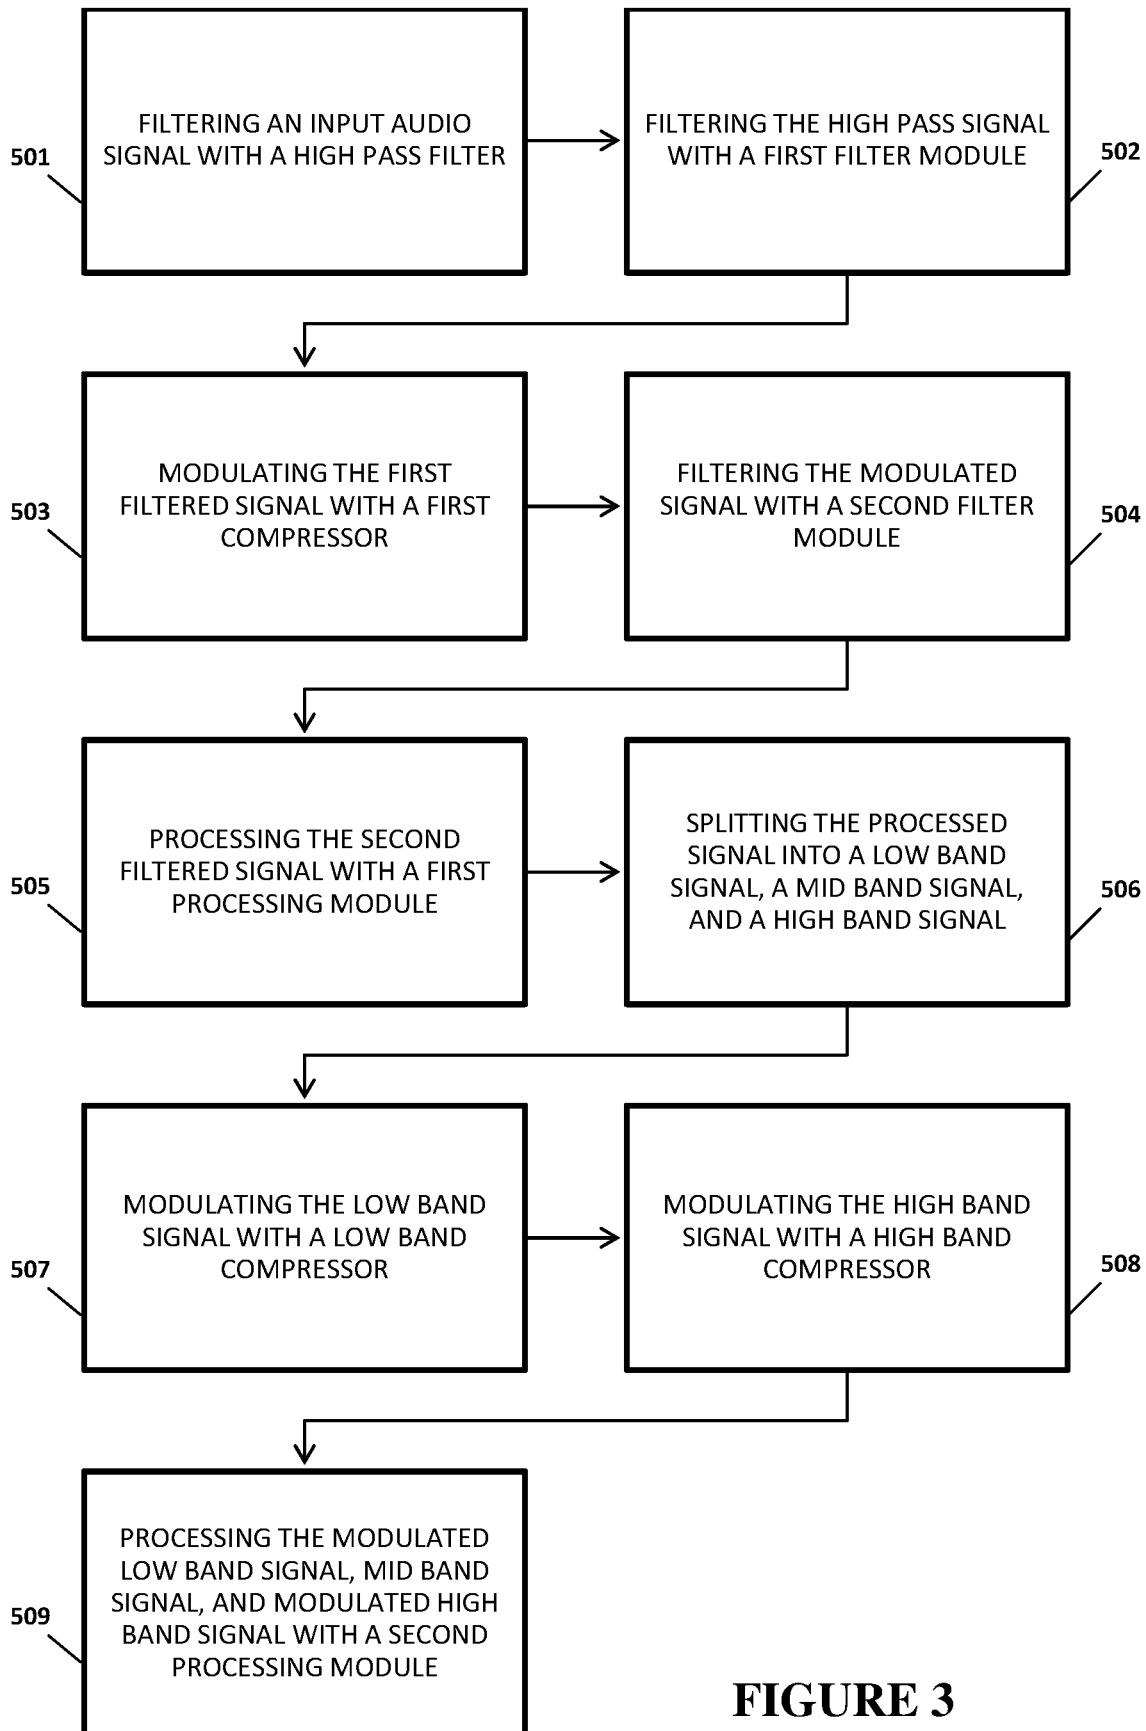 FILTERING AN INPUT AUDIO
SIGNAL WITH A HIGH PASS FILTER
501
FILTERING THE HIGH PASS SIGNAL
WITH A FIRST FILTER MODULE
502
MODULATING THE FIRST
FILTERED SIGNAL WITH A FIRST
COMPRESSOR
503
FILTERING THE MODULATED
SIGNAL WITH A SECOND FILTER
MODULE
504
PROCESSING THE SECOND
FILTERED SIGNAL WITH A FIRST
PROCESSING MODULE
505
SPLITTING THE PROCESSED
SIGNAL INTO A LOW BAND
SIGNAL, A MID BAND SIGNAL,
AND A HIGH BAND SIGNAL
506
MODULATING THE LOW BAND
SIGNAL WITH A LOW BAND
COMPRESSOR
507
MODULATING THE HIGH BAND
SIGNAL WITH A HIGH BAND
COMPRESSOR
508
PROCESSING THE MODULATED
LOW BAND SIGNAL, MID BAND
SIGNAL, AND MODULATED HIGH
BAND SIGNAL WITH A SECOND
PROCESSING MODULE
509
FIGURE 3